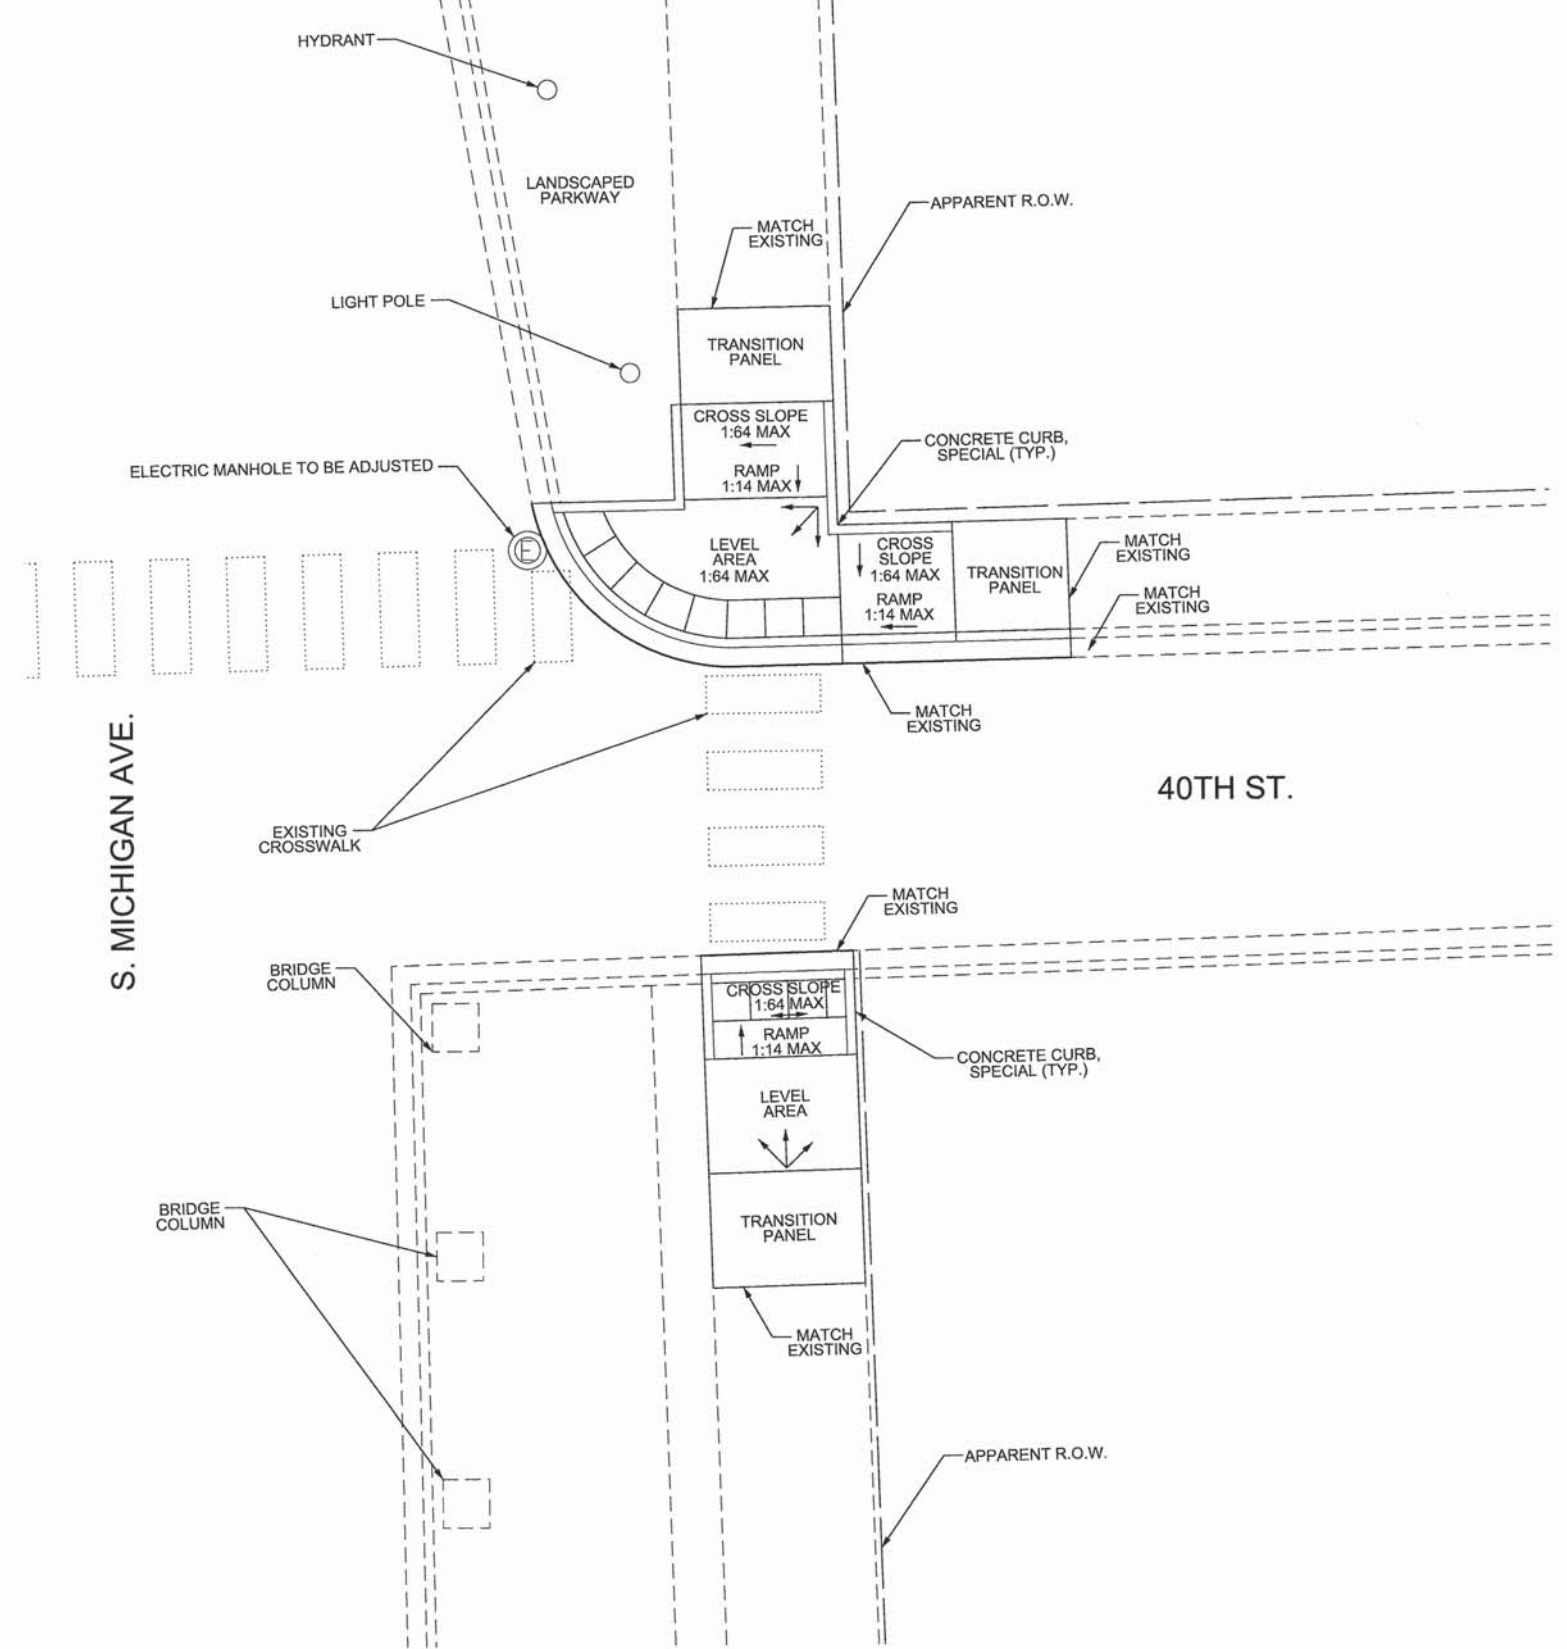 HYDRANT
LANDSCAPED
PARKWAY
APPARENT R.O.W.
MATCH
EXISTING
LIGHT POLE
TRANSITION
PANEL
CROSS SLOPE
1:64 MAX
RAMP
1:14 MAX
CONCRETE CURB,
SPECIAL (TYP.)
ELECTRIC MANHOLE TO BE ADJUSTED
E
LEVEL
AREA
1:64 MAX
CROSS
SLOPE
1:64 MAX
RAMP
1:14 MAX
TRANSITION
PANEL
MATCH
EXISTING
MATCH
EXISTING
MATCH
EXISTING
S. MICHIGAN AVE.
40TH ST.
EXISTING
CROSSWALK
MATCH
EXISTING
BRIDGE
COLUMN
CROSS SLOPE
1:64 MAX
RAMP
1:14 MAX
CONCRETE CURB,
SPECIAL (TYP.)
LEVEL
AREA
BRIDGE
COLUMN
TRANSITION
PANEL
MATCH
EXISTING
APPARENT R.O.W.